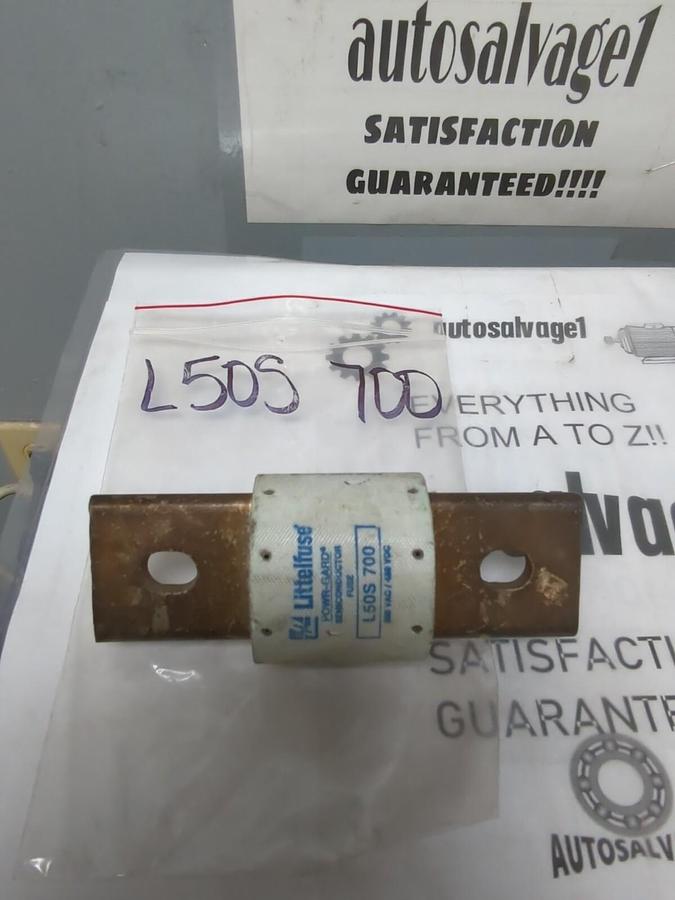 autosalvage1
SATISFACTION
GUARANTEED!!!!
autosalvage1
L50S 700
EVERYTHING
FROM A TO Z!!
Littelfuse®
POWR-GARD®
SEMICONDUCTOR
FUSE
L50S 700
SATISFACTI
GUARANTE
AUTOSALV